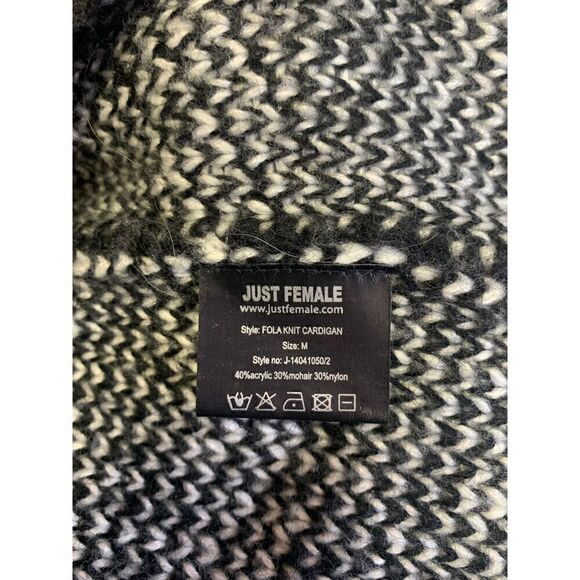 JUST FEMALE
www.justfemale.com
Style: FOLA KNIT CARDIGAN
Size: M
Style no: J-14041050/2
40%acrylic 30%mohair 30%nylon